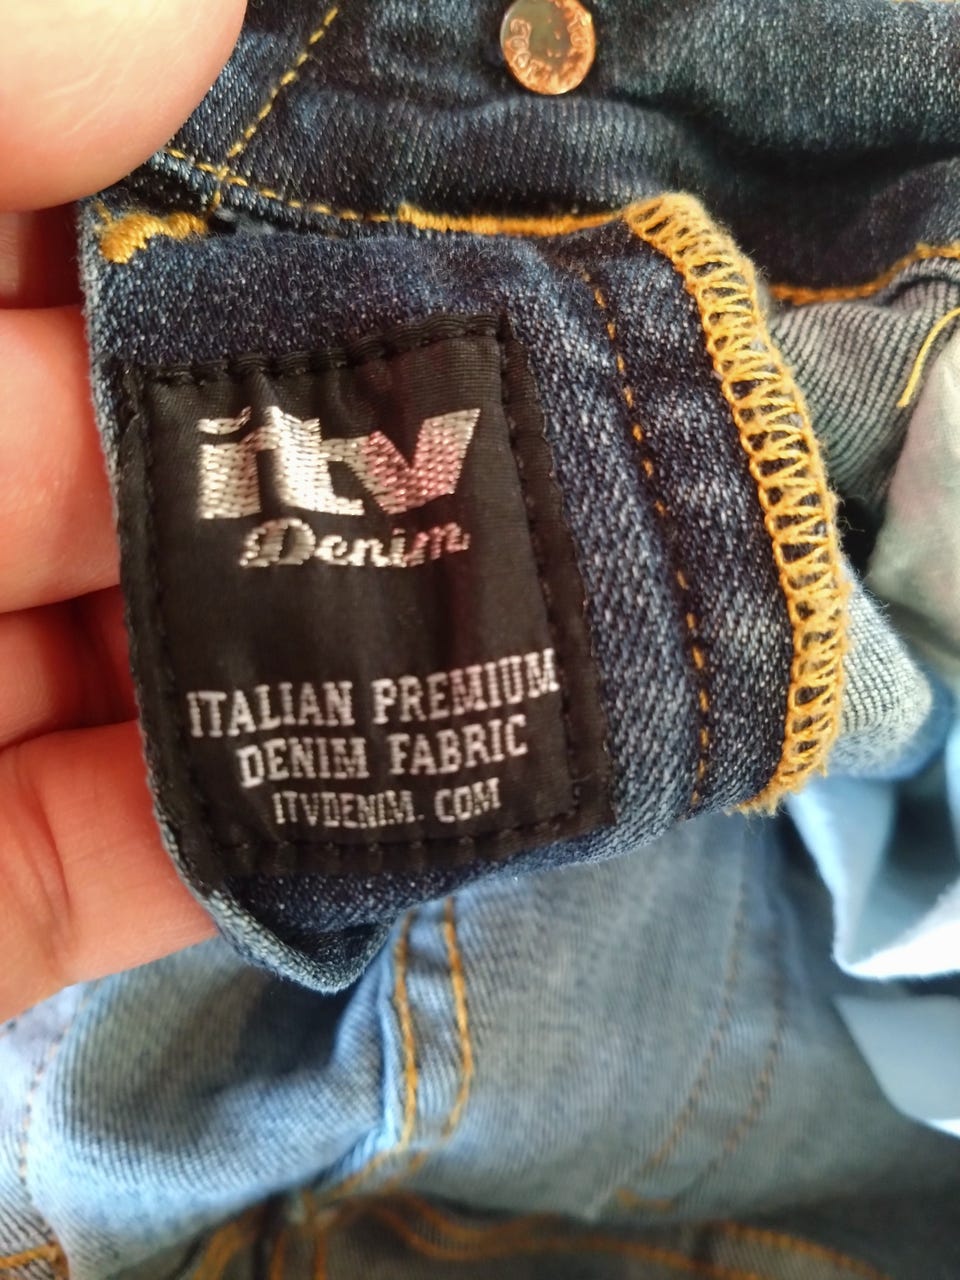 itv
Denim
ITALIAN PREMIUM
DENIM FABRIC
ITVDENIM. COM